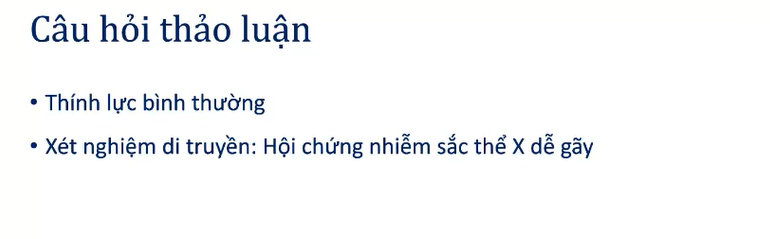 Câu hỏi thảo luận
• Thính lực bình thường
• Xét nghiệm di truyền: Hội chứng nhiễm sắc thể X dễ gãy